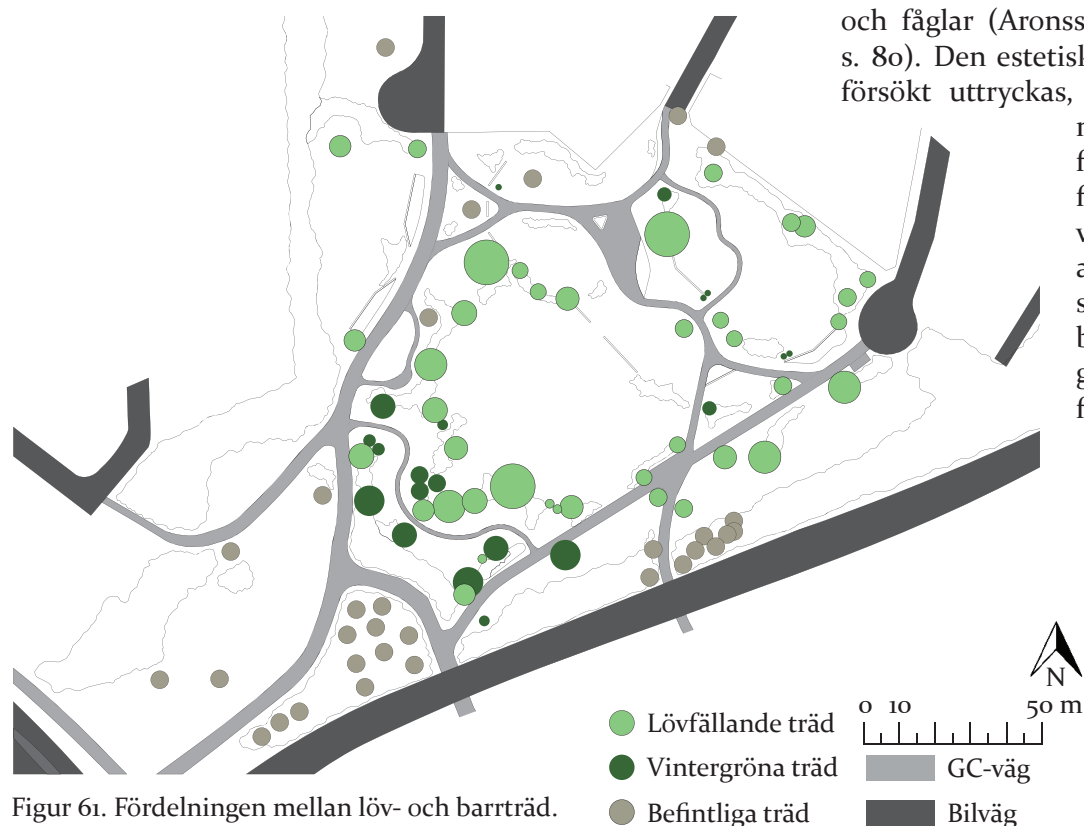 och fåglar (Aronss
s. 80). Den estetisk
försökt uttryckas,
f
f
v
a
s
b
g
f
N
0 10 50 m
Lövfällande träd
Vintergröna träd
GC-väg
Befintliga träd
Bilväg
Figur 61. Fördelningen mellan löv- och barrträd.